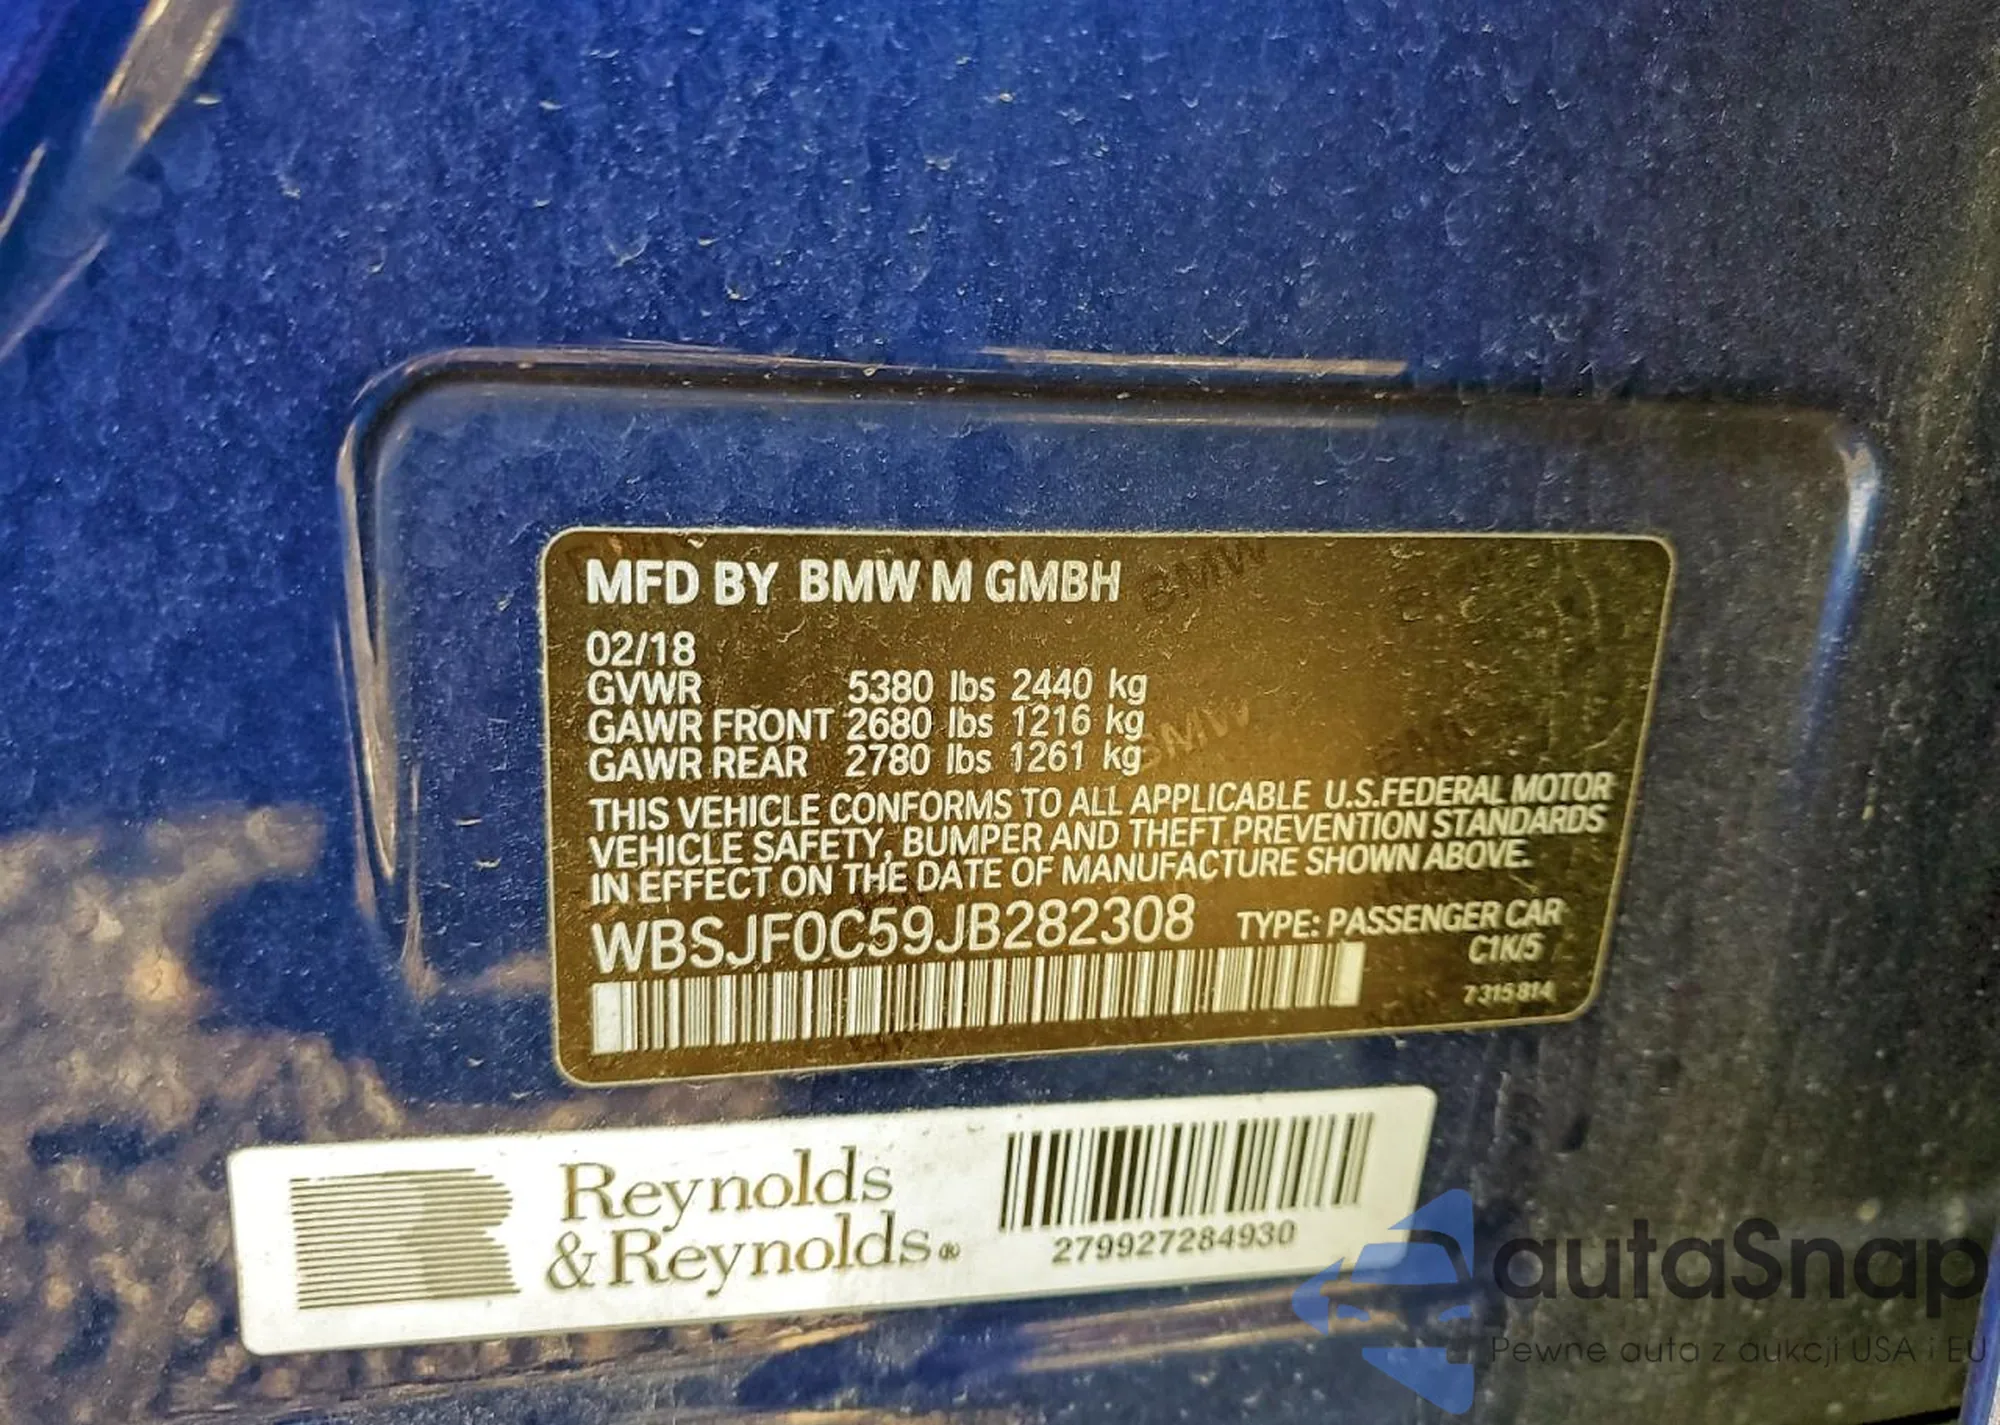 MFD BY BMW M GMBH
02/18
GVWR 5380 lbs 2440 kg
GAWR FRONT 2680 lbs 1216 kg
GAWR REAR 2780 lbs 1261 kg
THIS VEHICLE CONFORMS TO ALL APPLICABLE U.S.FEDERAL MOTOR
VEHICLE SAFETY, BUMPER AND THEFT PREVENTION STANDARDS
IN EFFECT ON THE DATE OF MANUFACTURE SHOWN ABOVE.
WBSJF0C59JB282308 TYPE: PASSENGER CAR
C1K/5
7 315 814
Reynolds
& Reynolds®
279927284930
autaSnap
Pewne auta z aukcji USA i EU